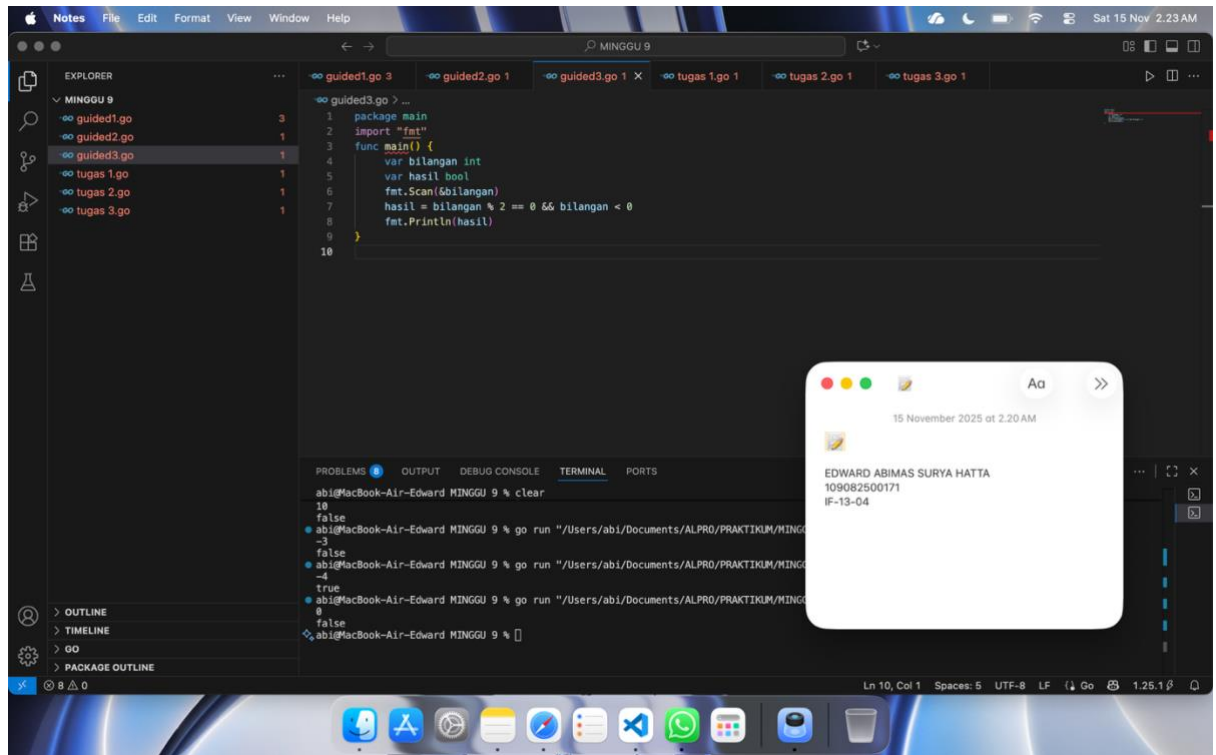 Notes File Edit Format View Window Help
Sat 15 Nov 2.23 AM
MINGGU 9
EXPLORER
guided1.go 3
guided2.go 1
guided3.go 1
tugas 1.go 1
tugas 2.go 1
tugas 3.go 1
MINGGU 9
guided1.go 3
guided2.go 1
guided3.go 1
tugas 1.go 1
tugas 2.go 1
tugas 3.go 1
guided3.go > ...
1 package main
2 import "fmt"
3 func main() {
4 var bilangan int
5 var hasil bool
6 fmt.Scan(&bilangan)
7 hasil = bilangan % 2 == 0 && bilangan < 0
8 fmt.Println(hasil)
9 }
10
Aa
15 November 2025 at 2.20 AM
EDWARD ABIMAS SURYA HATTA
109082500171
IF-13-04
PROBLEMS 8 OUTPUT DEBUG CONSOLE TERMINAL PORTS
abi@MacBook-Air-Edward MINGGU 9 % clear
10
false
abi@MacBook-Air-Edward MINGGU 9 % go run "/Users/abi/Documents/ALPRO/PRAKTIKUM/MINGG
-3
false
abi@MacBook-Air-Edward MINGGU 9 % go run "/Users/abi/Documents/ALPRO/PRAKTIKUM/MINGG
-4
true
abi@MacBook-Air-Edward MINGGU 9 % go run "/Users/abi/Documents/ALPRO/PRAKTIKUM/MINGG
0
false
abi@MacBook-Air-Edward MINGGU 9 %
OUTLINE
TIMELINE
GO
PACKAGE OUTLINE
8 0
Ln 10, Col 1 Spaces: 5 UTF-8 LF Go 1.25.1